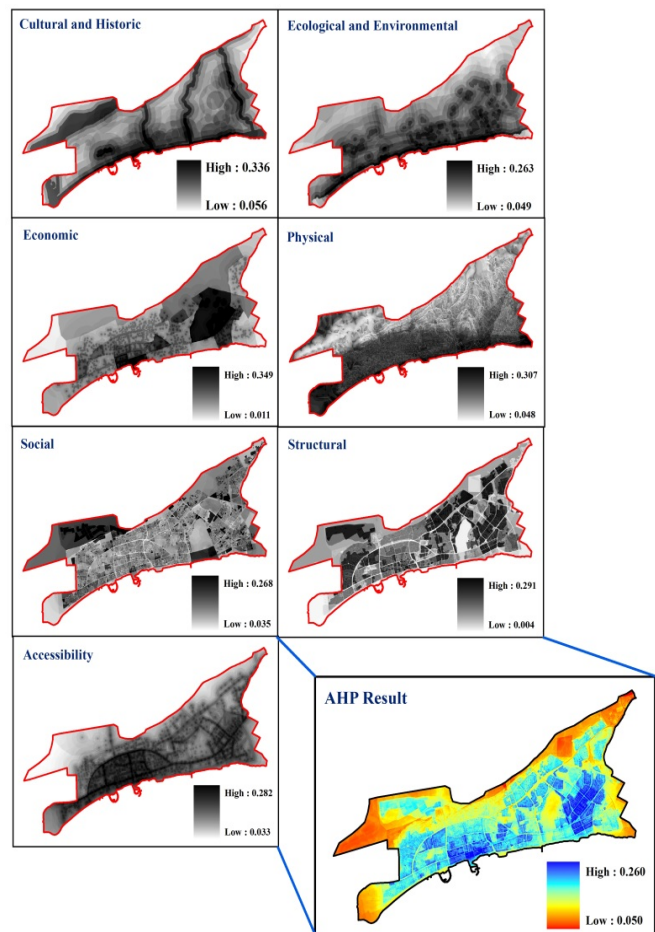 Cultural and Historic
High : 0.336
Low : 0.056
Ecological and Environmental
High : 0.263
Low : 0.049
Economic
High : 0.349
Low : 0.011
Physical
High : 0.307
Low : 0.048
Social
High : 0.268
Low : 0.035
Structural
High : 0.291
Low : 0.004
Accessibility
High : 0.282
Low : 0.033
AHP Result
High : 0.260
Low : 0.050